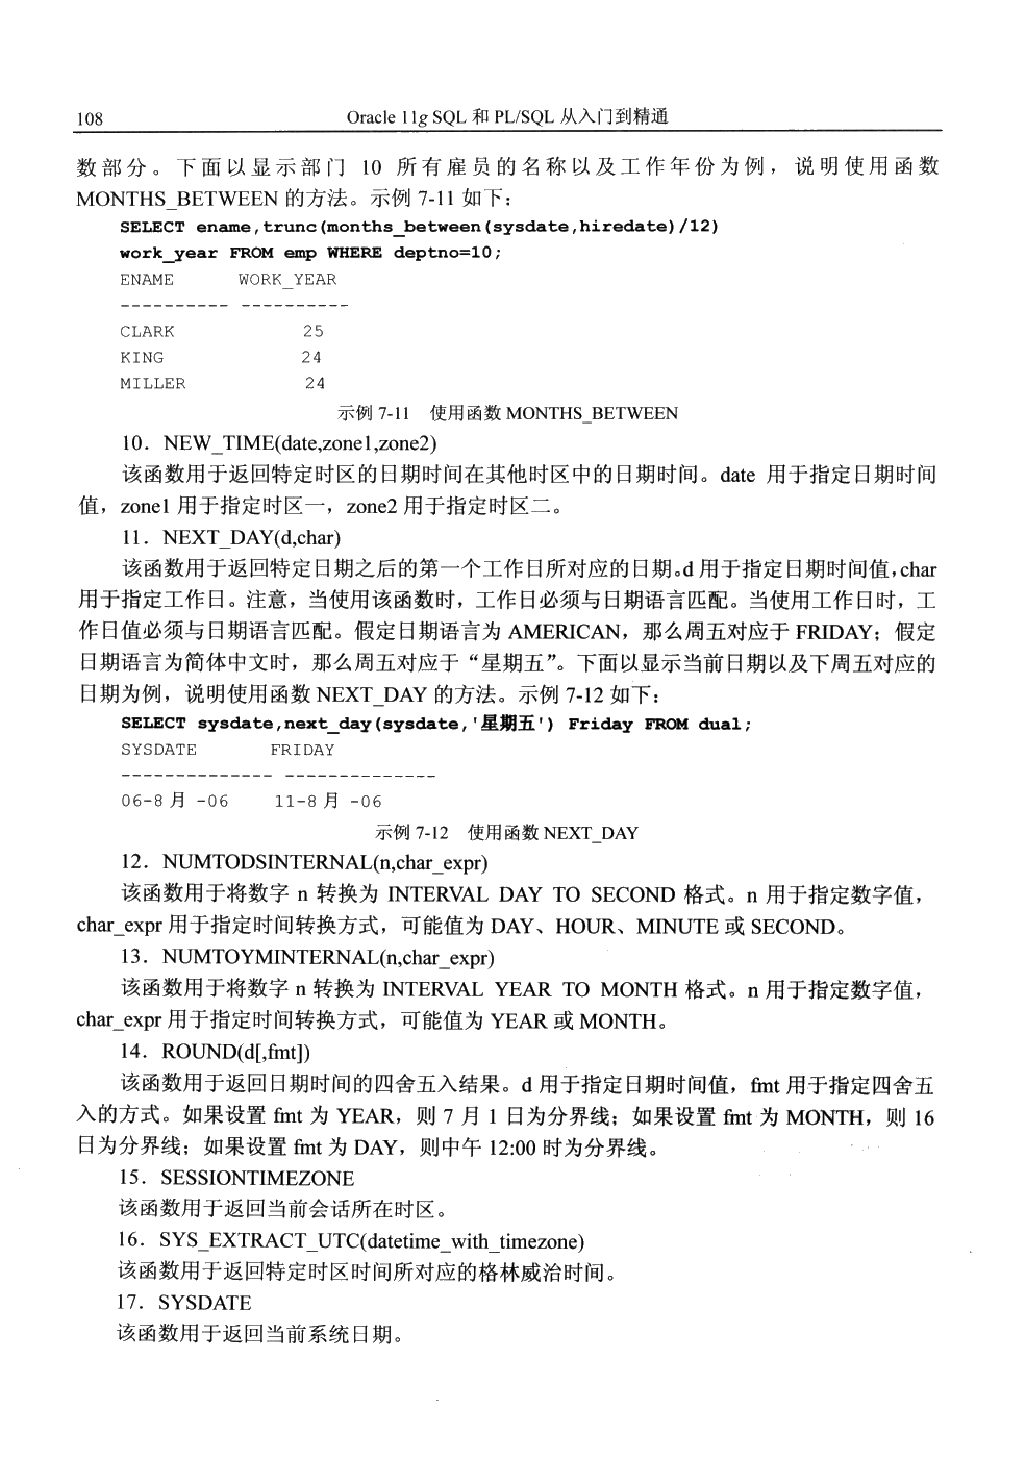 108 Oracle 11g SQL 和 PL/SQL 从入门到精通
数部分。下面以显示部门 10 所有雇员的名称以及工作年份为例，说明使用函数
MONTHS_BETWEEN 的方法。示例 7-11 如下：
SELECT ename,trunc(months_between(sysdate,hiredate)/12)
work_year FROM emp WHERE deptno=10;
ENAME WORK_YEAR
---------- ----------
CLARK 25
KING 24
MILLER 24
示例 7-11 使用函数 MONTHS_BETWEEN
10．NEW_TIME(date,zone1,zone2)
该函数用于返回特定时区的日期时间在其他时区中的日期时间。date 用于指定日期时间
值，zone1 用于指定时区一，zone2 用于指定时区二。
11．NEXT_DAY(d,char)
该函数用于返回特定日期之后的第一个工作日所对应的日期。d 用于指定日期时间值，char
用于指定工作日。注意，当使用该函数时，工作日必须与日期语言匹配。当使用工作日时，工
作日值必须与日期语言匹配。假定日期语言为 AMERICAN，那么周五对应于 FRIDAY；假定
日期语言为简体中文时，那么周五对应于“星期五”。下面以显示当前日期以及下周五对应的
日期为例，说明使用函数 NEXT_DAY 的方法。示例 7-12 如下：
SELECT sysdate,next_day(sysdate,'星期五') Friday FROM dual;
SYSDATE FRIDAY
-------------- --------------
06-8 月 -06 11-8 月 -06
示例 7-12 使用函数 NEXT_DAY
12．NUMTODSINTERNAL(n,char_expr)
该函数用于将数字 n 转换为 INTERVAL DAY TO SECOND 格式。n 用于指定数字值，
char_expr 用于指定时间转换方式，可能值为 DAY、HOUR、MINUTE 或 SECOND。
13．NUMTOYMINTERNAL(n,char_expr)
该函数用于将数字 n 转换为 INTERVAL YEAR TO MONTH 格式。n 用于指定数字值，
char_expr 用于指定时间转换方式，可能值为 YEAR 或 MONTH。
14．ROUND(d[,fmt])
该函数用于返回日期时间的四舍五入结果。d 用于指定日期时间值，fmt 用于指定四舍五
入的方式。如果设置 fmt 为 YEAR，则 7 月 1 日为分界线；如果设置 fmt 为 MONTH，则 16
日为分界线；如果设置 fmt 为 DAY，则中午 12:00 时为分界线。
15．SESSIONTIMEZONE
该函数用于返回当前会话所在时区。
16．SYS_EXTRACT_UTC(datetime_with_timezone)
该函数用于返回特定时区时间所对应的格林威治时间。
17．SYSDATE
该函数用于返回当前系统日期。